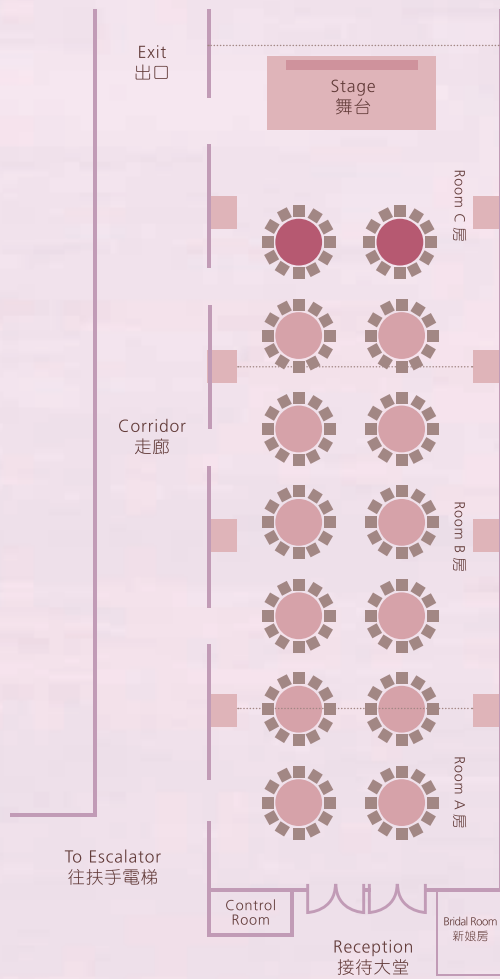 Exit
出口
Stage
舞台
Room C 房
Corridor
走廊
Room B 房
Room A 房
To Escalator
往扶手電梯
Control
Room
Bridal Room
新娘房
Reception
接待大堂